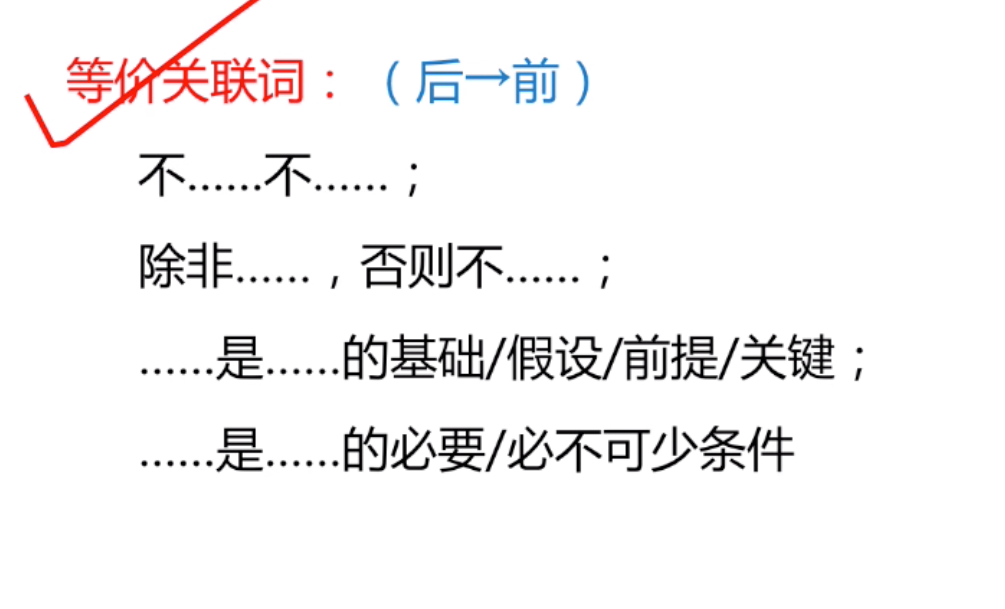 等价关联词：（后→前）
不……不……；
除非……，否则不……；
……是……的基础/假设/前提/关键；
……是……的必要/必不可少条件